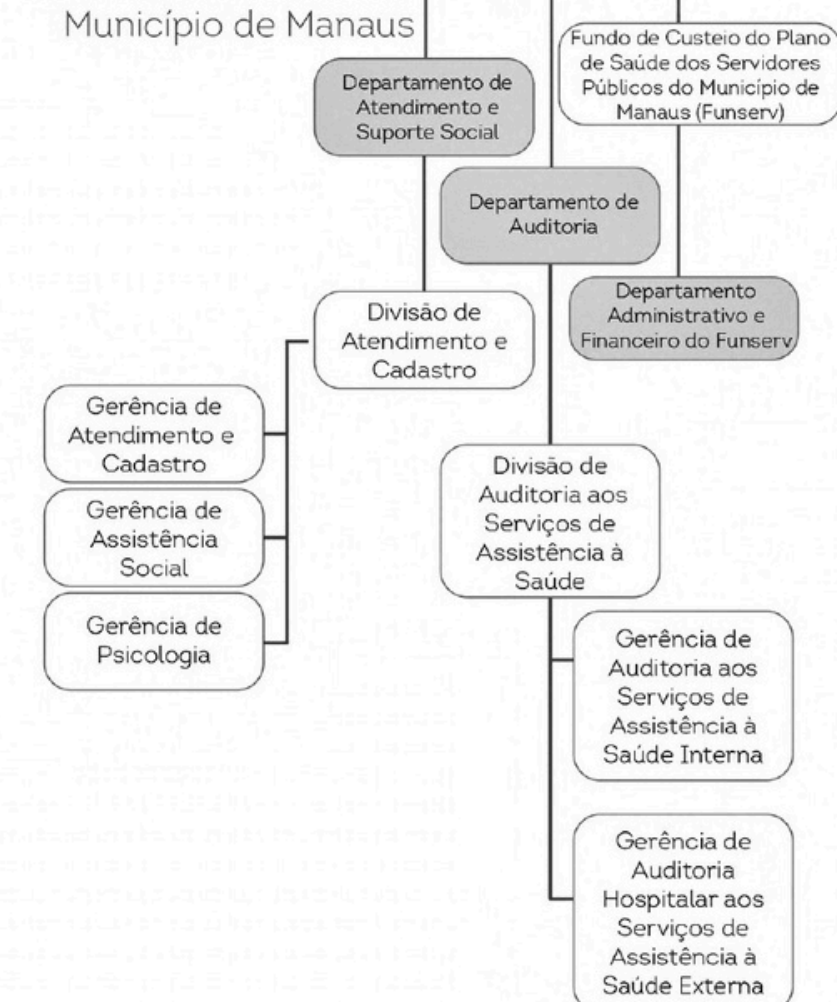 Município de Manaus
Departamento de
Atendimento e
Suporte Social
Fundo de Custeio do Plano
de Saúde dos Servidores
Públicos do Município de
Manaus (Funserv)
Departamento de
Auditoria
Departamento
Administrativo e
Financeiro do Funserv
Divisão de
Atendimento e
Cadastro
Gerência de
Atendimento e
Cadastro
Gerência de
Assistência
Social
Gerência de
Psicologia
Divisão de
Auditoria aos
Serviços de
Assistência à
Saúde
Gerência de
Auditoria aos
Serviços de
Assistência à
Saúde Interna
Gerência de
Auditoria
Hospitalar aos
Serviços de
Assistência à
Saúde Externa